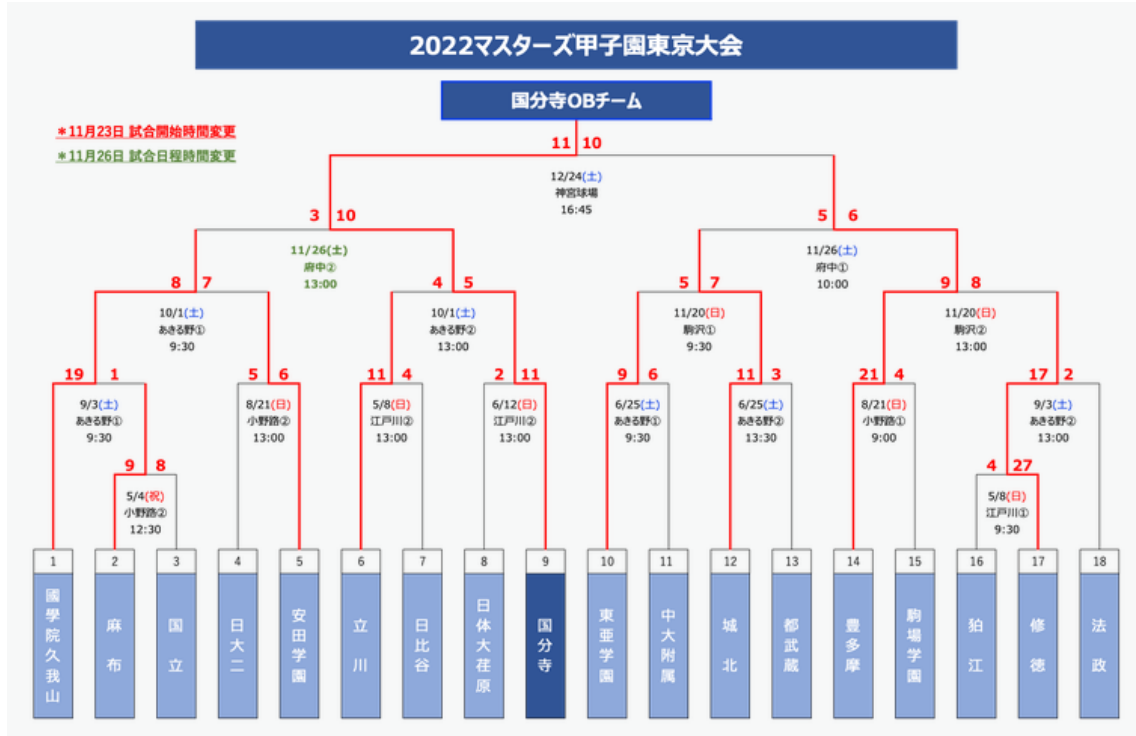 2022マスターズ甲子園東京大会
国分寺OBチーム
＊11月23日 試合開始時間変更
＊11月26日 試合日程時間変更
11 10
12/24(土)
神宮球場
16:45
3 10
5 6
11/26(土)
府中②
13:00
11/26(土)
府中①
10:00
8 7
4 5
5 7
9 8
10/1(土)
あきる野①
9:30
10/1(土)
あきる野②
13:00
11/20(日)
駒沢①
9:30
11/20(日)
駒沢②
13:00
19 1
5 6
11 4
2 11
9 6
11 3
21 4
17 2
9/3(土)
あきる野①
9:30
8/21(日)
小野路②
13:00
5/8(日)
江戸川②
13:00
6/12(日)
江戸川②
13:00
6/25(土)
あきる野①
9:30
6/25(土)
あきる野②
13:30
8/21(日)
小野路①
9:00
9/3(土)
あきる野②
13:00
9 8
4 27
5/4(祝)
小野路②
12:30
5/8(日)
江戸川①
9:30
1 2 3 4 5 6 7 8 9 10 11 12 13 14 15 16 17 18
國學院久我山
麻布
国立
日大二
安田学園
立川
日比谷
日体大荏原
国分寺
東亜学園
中大附属
城北
都武蔵
豊多摩
駒場学園
狛江
修徳
法政